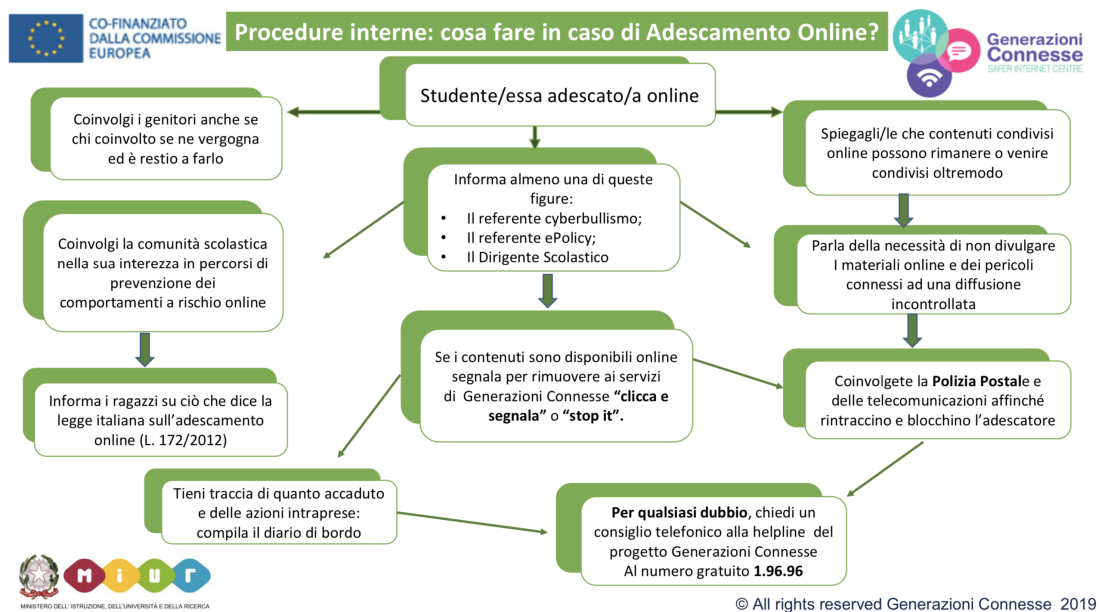 CO-FINANZIATO
DALLA COMMISSIONE
EUROPEA
Procedure interne: cosa fare in caso di Adescamento Online?
Generazioni
Connesse
SAFER INTERNET CENTRE
Studente/essa adescato/a online
Coinvolgi i genitori anche se
chi coinvolto se ne vergogna
ed è restio a farlo
Spiegagli/le che contenuti condivisi
online possono rimanere o venire
condivisi oltremodo
Informa almeno una di queste
figure:
• Il referente cyberbullismo;
• Il referente ePolicy;
• Il Dirigente Scolastico
Coinvolgi la comunità scolastica
nella sua interezza in percorsi di
prevenzione dei
comportamenti a rischio online
Parla della necessità di non divulgare
I materiali online e dei pericoli
connessi ad una diffusione
incontrollata
Se i contenuti sono disponibili online
segnala per rimuovere ai servizi
di Generazioni Connesse “clicca e
segnala” o “stop it”.
Coinvolgete la Polizia Postale e
delle telecomunicazioni affinché
rintraccino e blocchino l’adescatore
Informa i ragazzi su ciò che dice la
legge italiana sull’adescamento
online (L. 172/2012)
Tieni traccia di quanto accaduto
e delle azioni intraprese:
compila il diario di bordo
Per qualsiasi dubbio, chiedi un
consiglio telefonico alla helpline del
progetto Generazioni Connesse
Al numero gratuito 1.96.96
miur
MINISTERO DELL' ISTRUZIONE, DELL'UNIVERSITÀ E DELLA RICERCA
© All rights reserved Generazioni Connesse 2019